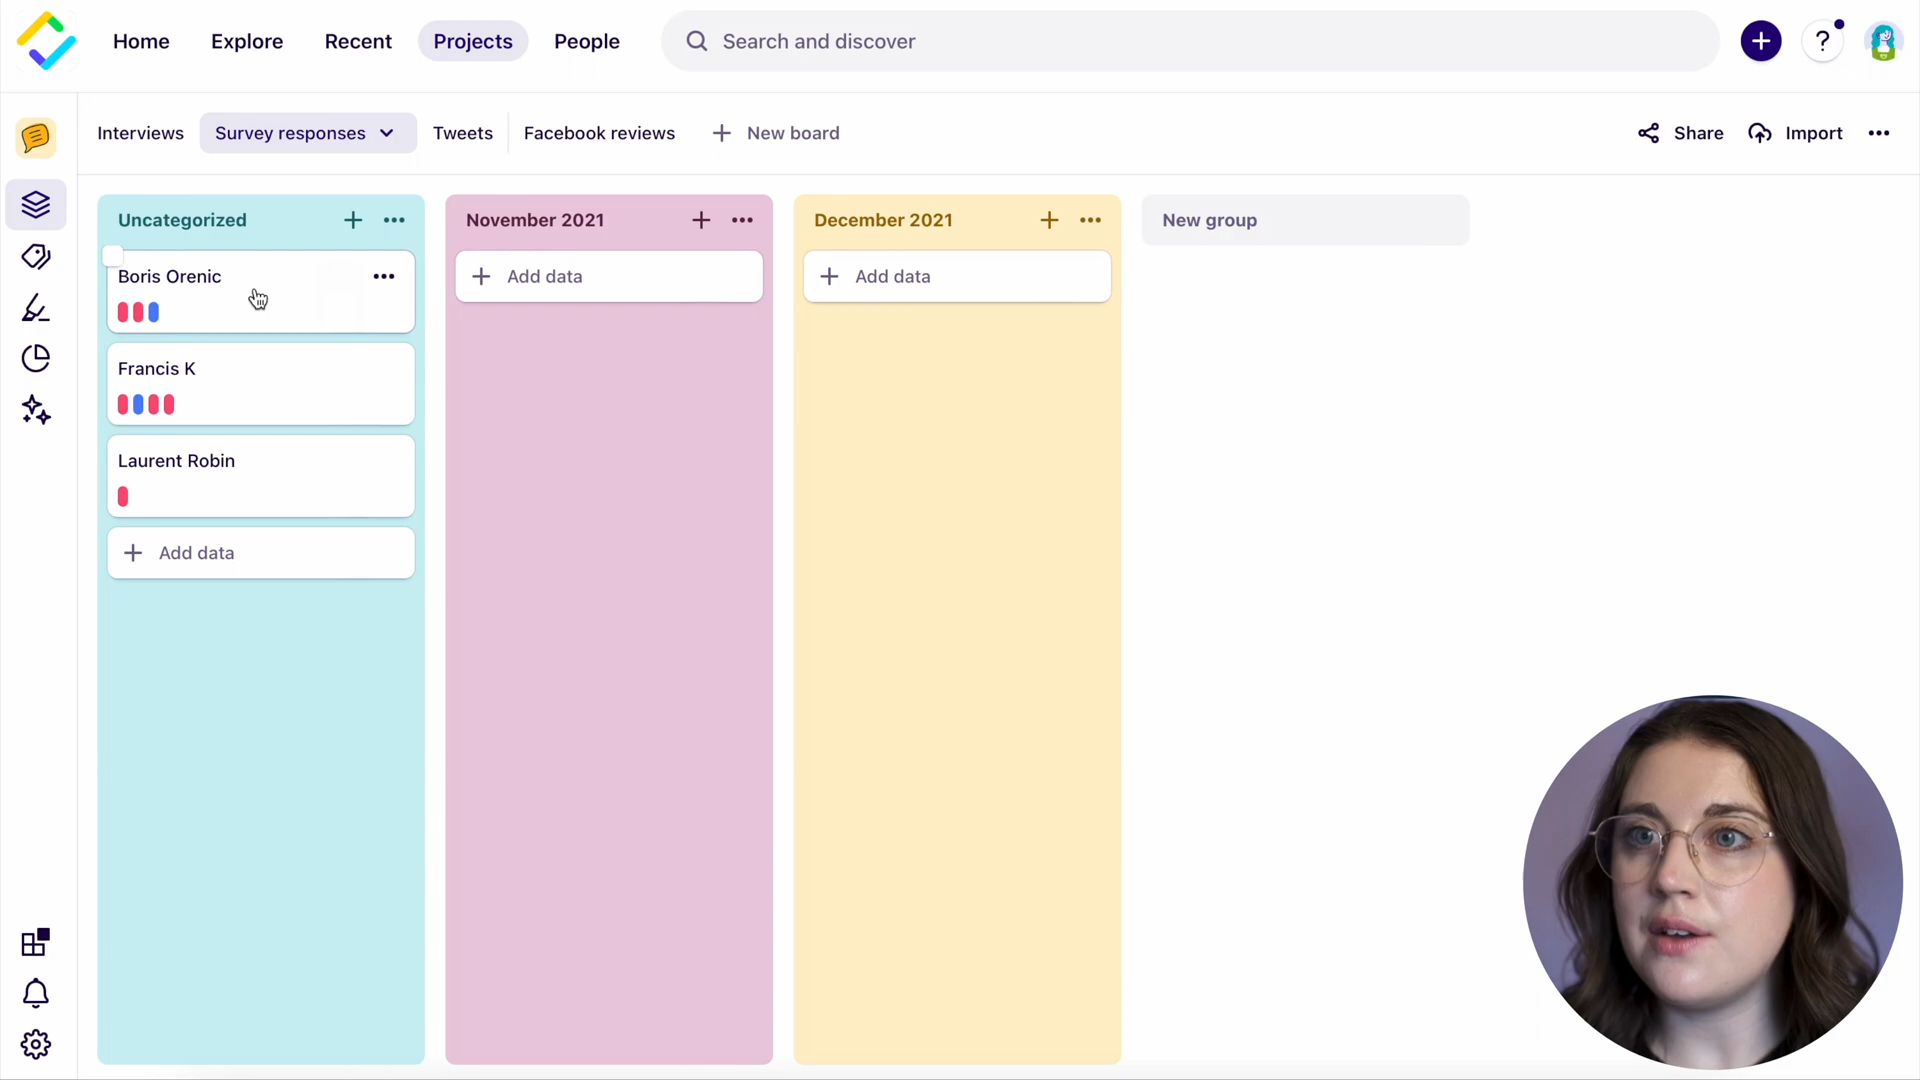 Home Explore Recent Projects People Search and discover
Interviews Survey responses Tweets Facebook reviews + New board Share Import
Uncategorized
Boris Orenic
Francis K
Laurent Robin
+ Add data
November 2021
+ Add data
December 2021
+ Add data
New group